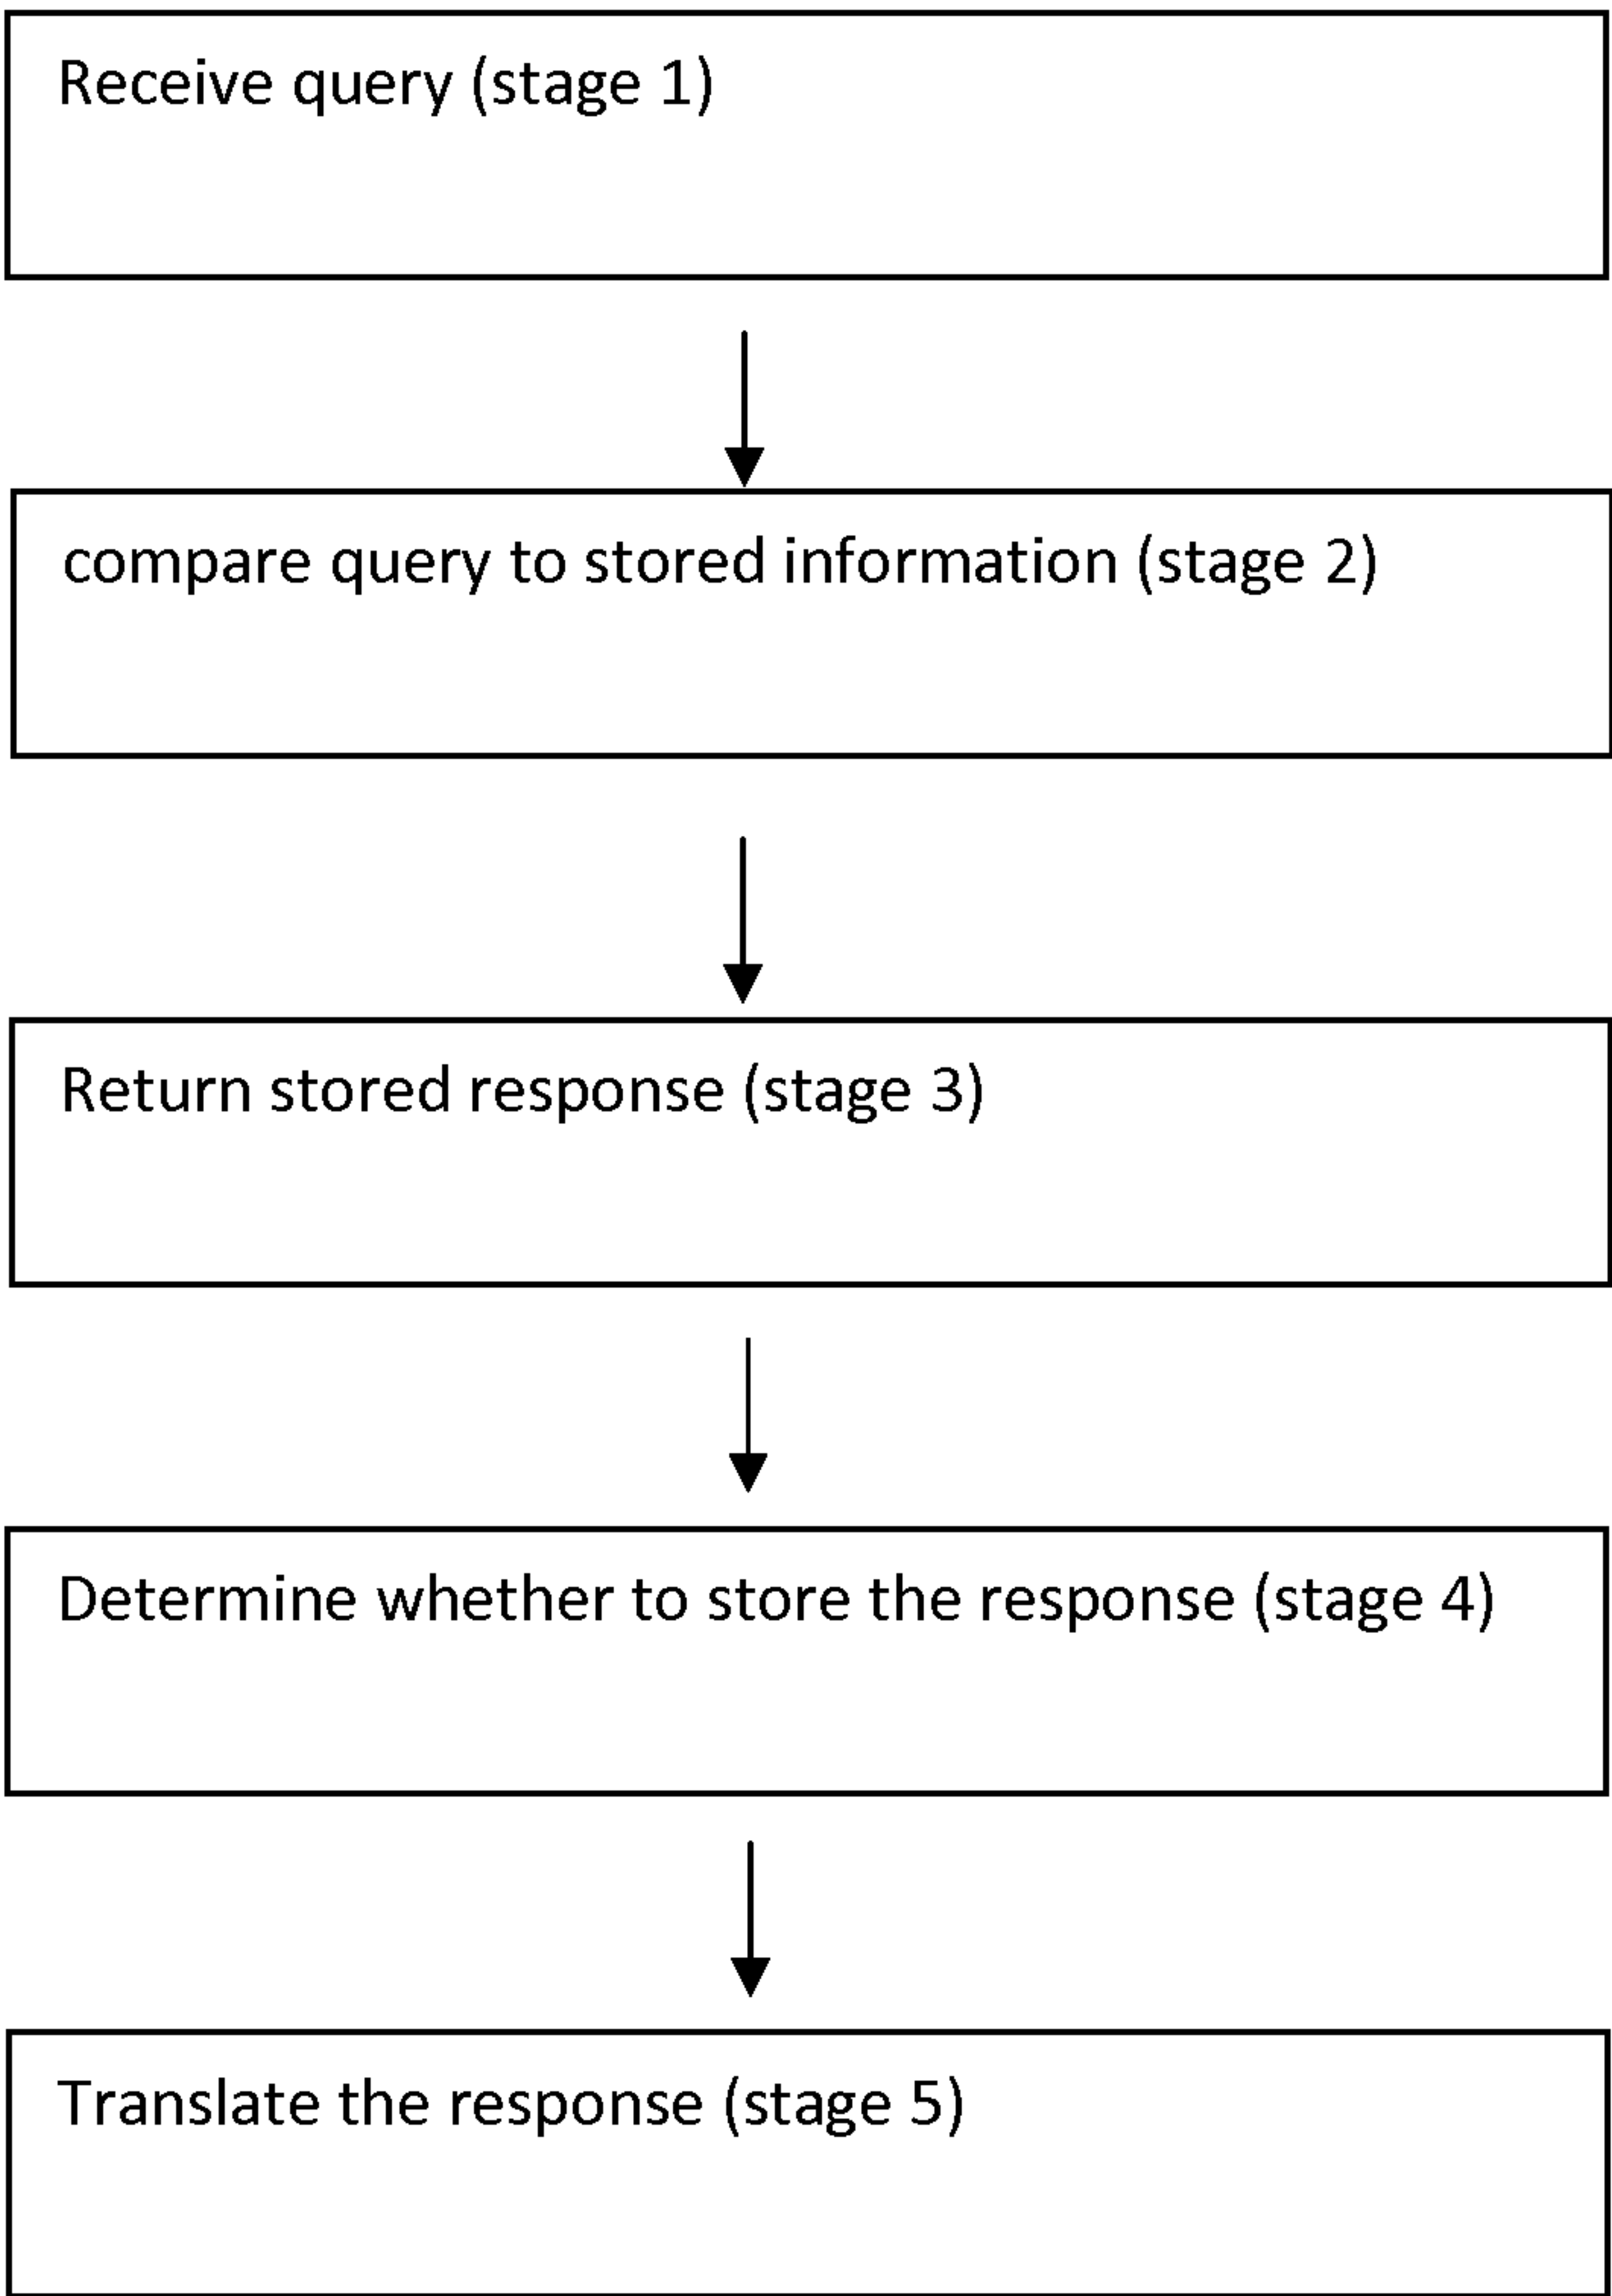 Receive query (stage 1)
compare query to stored information (stage 2)
Return stored response (stage 3)
Determine whether to store the response (stage 4)
Translate the response (stage 5)